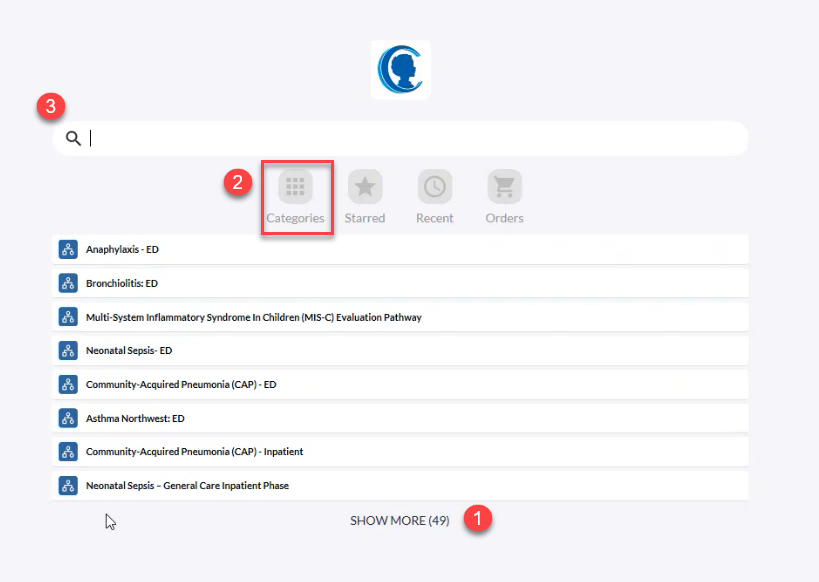 3
2
Categories Starred Recent Orders
Anaphylaxis - ED
Bronchiolitis: ED
Multi-System Inflammatory Syndrome In Children (MIS-C) Evaluation Pathway
Neonatal Sepsis- ED
Community-Acquired Pneumonia (CAP) - ED
Asthma Northwest: ED
Community-Acquired Pneumonia (CAP) - Inpatient
Neonatal Sepsis – General Care Inpatient Phase
SHOW MORE (49) 1